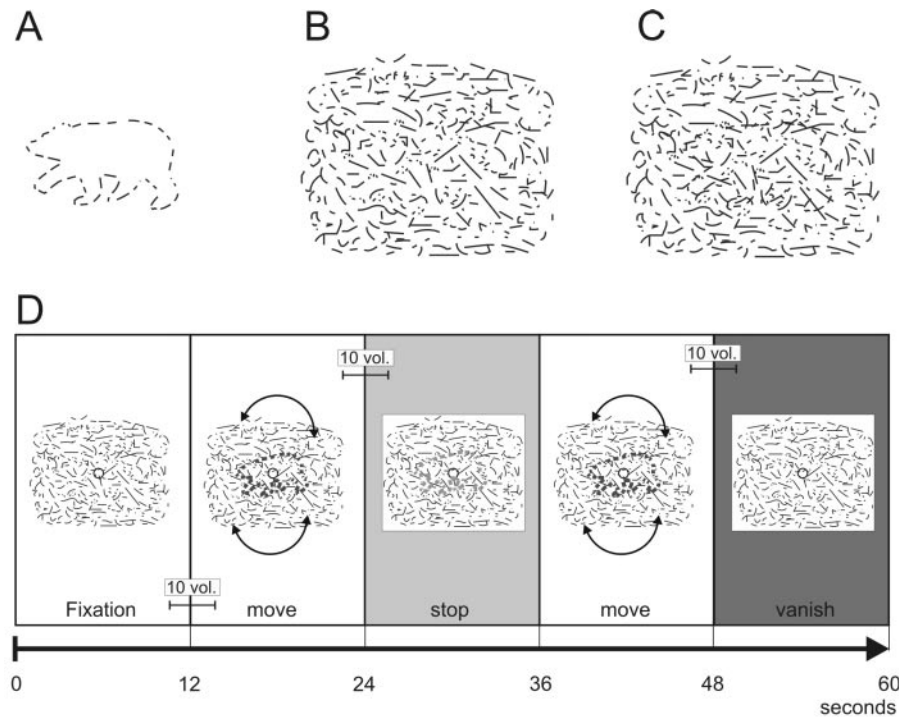 A
B
C
D
10 vol.
10 vol.
10 vol.
Fixation
move
stop
move
vanish
0
12
24
36
48
60
seconds